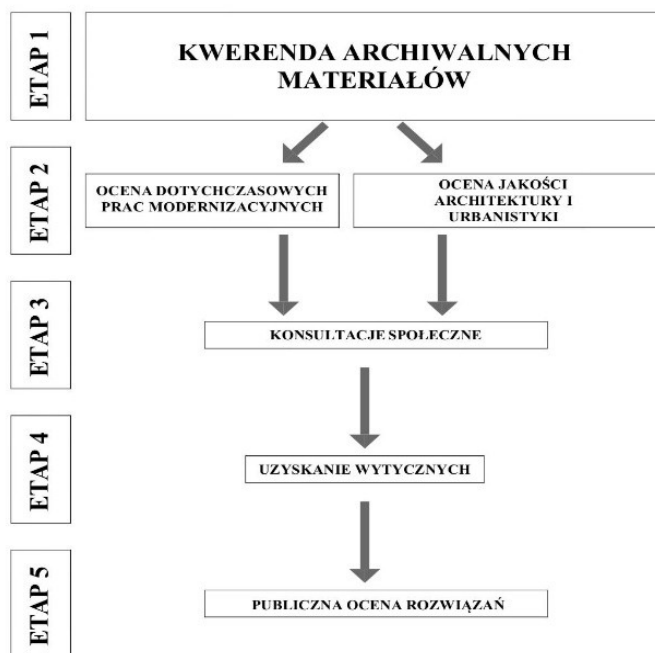 ETAP 1
KWERENDA ARCHIWALNYCH
MATERIAŁÓW
ETAP 2
OCENA DOTYCHCZASOWYCH
PRAC MODERNIZACYJNYCH
OCENA JAKOŚCI
ARCHITEKTURY I
URBANISTYKI
ETAP 3
KONSULTACJE SPOŁECZNE
ETAP 4
UZYSKANIE WYTYCZNYCH
ETAP 5
PUBLICZNA OCENA ROZWIĄZAŃ